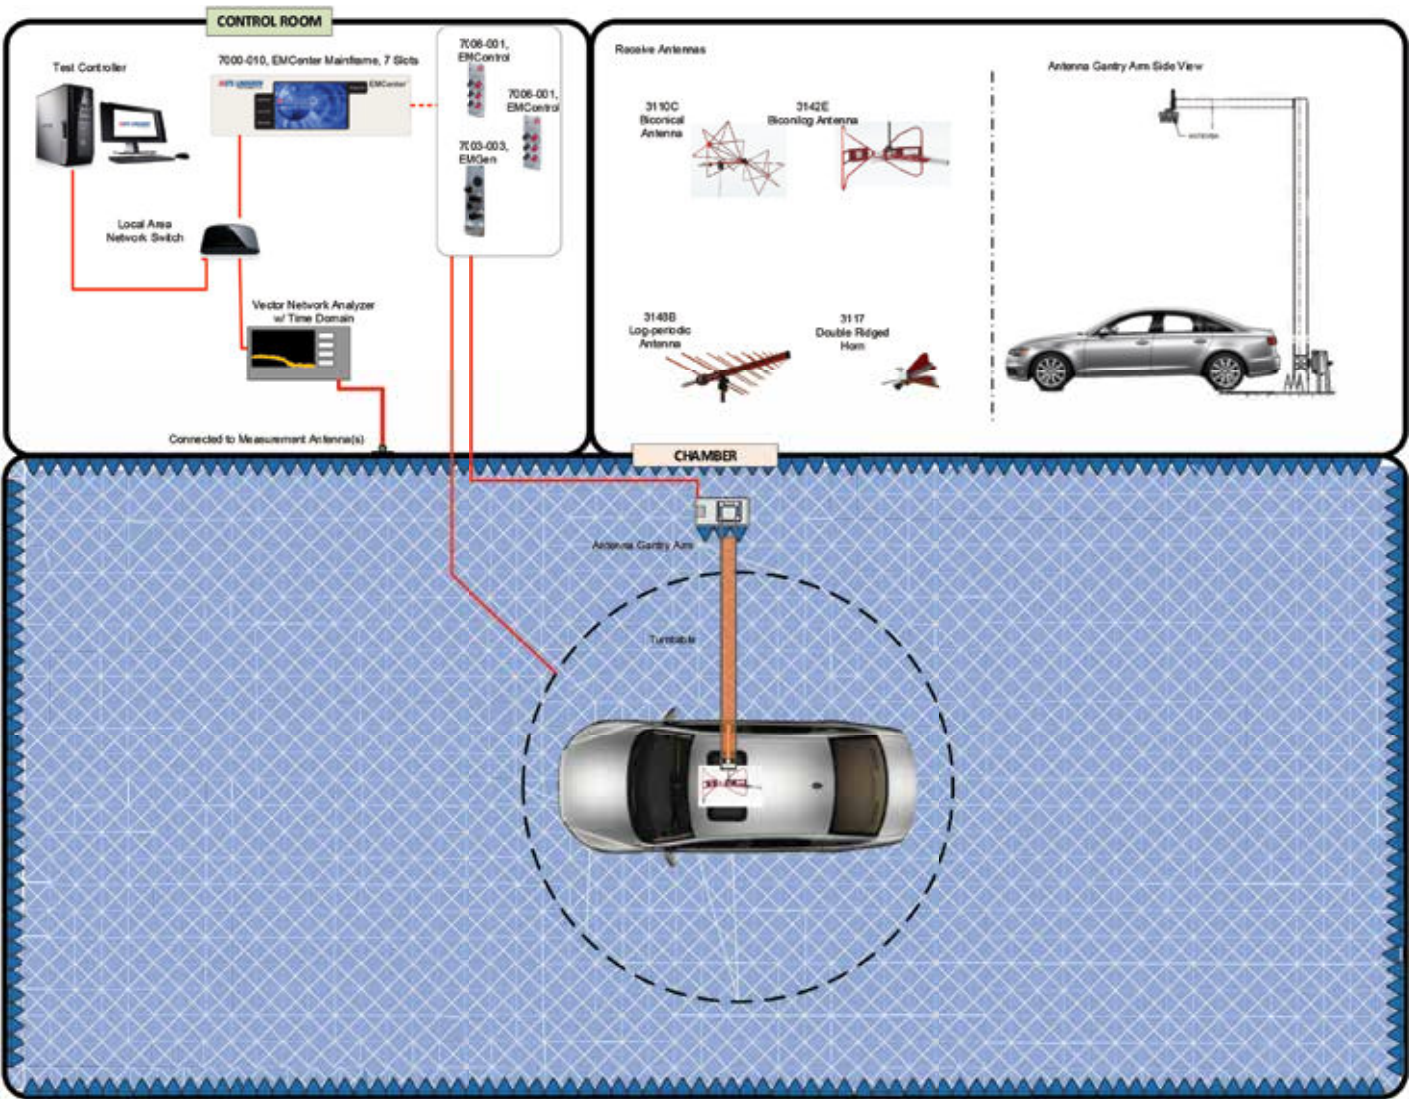 CONTROL ROOM
Test Controller
7000-010, EMCenter Mainframe, 7 Slots
EMCenter
7006-001,
EMControl
7006-001,
EMControl
7003-003,
EMGen
Local Area
Network Switch
Vector Network Analyzer
w/ Time Domain
Connected to Measurement Antenna(s)
Receive Antennas
3110C
Biconical
Antenna
3142E
Biconilog Antenna
3148B
Log-periodic
Antenna
3117
Double Ridged
Horn
Antenna Gantry Arm Side View
ANTENNA
CHAMBER
Antenna Gantry Arm
Turntable